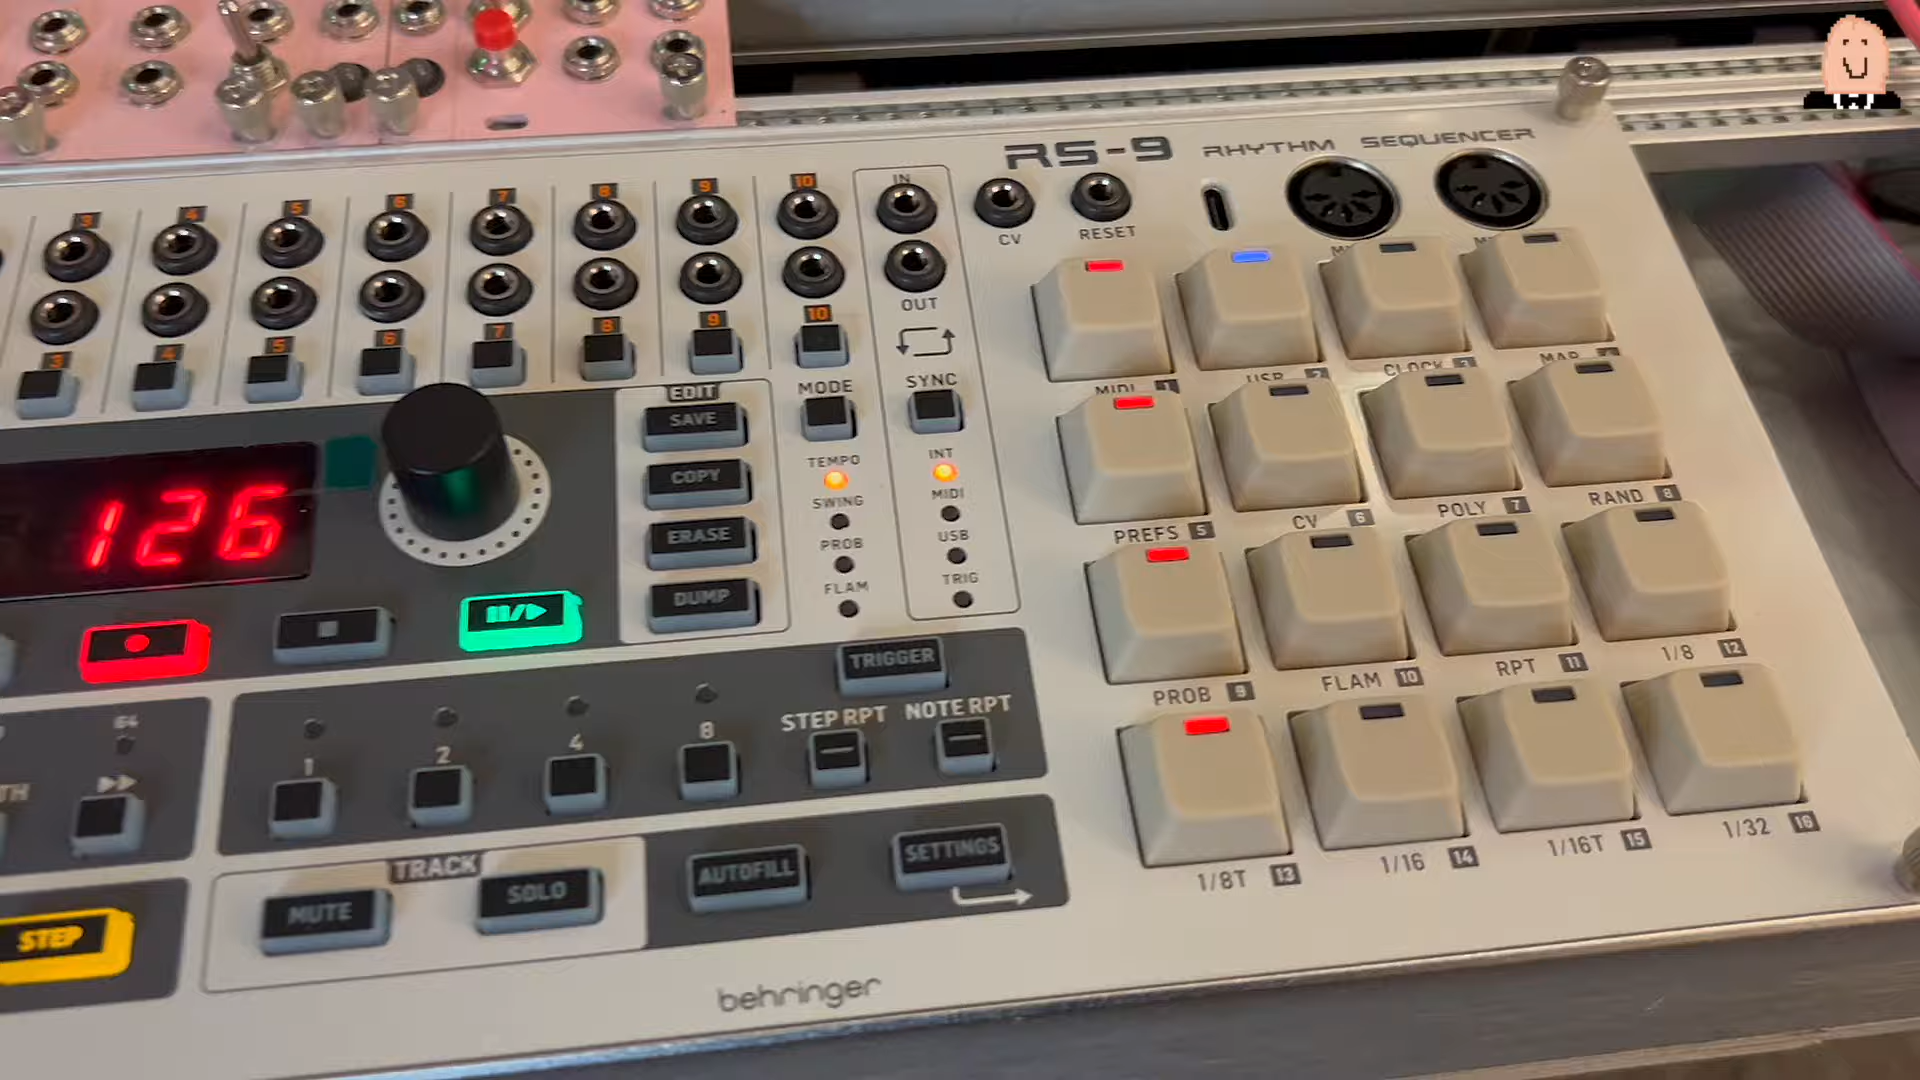 RS-9 RHYTHM SEQUENCER
3 4 5 6 7 8 9 10
IN
CV
RESET
OUT
3 4 5 6 7 8 9 10
EDIT
SAVE
COPY
ERASE
DUMP
MODE
TEMPO
SWING
PROB
FLAM
SYNC
INT
MIDI
USB
TRIG
126
MIDI 1
USB 2
CLOCK 3
MAP
PREFS 5
CV 6
POLY 7
RAND 8
PROB 9
FLAM 10
RPT 11
1/8 12
1/8T 13
1/16 14
1/16T 15
1/32 16
64
1 2 4 8
TRIGGER
STEP RPT
NOTE RPT
TRACK
MUTE
SOLO
AUTOFILL
SETTINGS
STEP
behringer